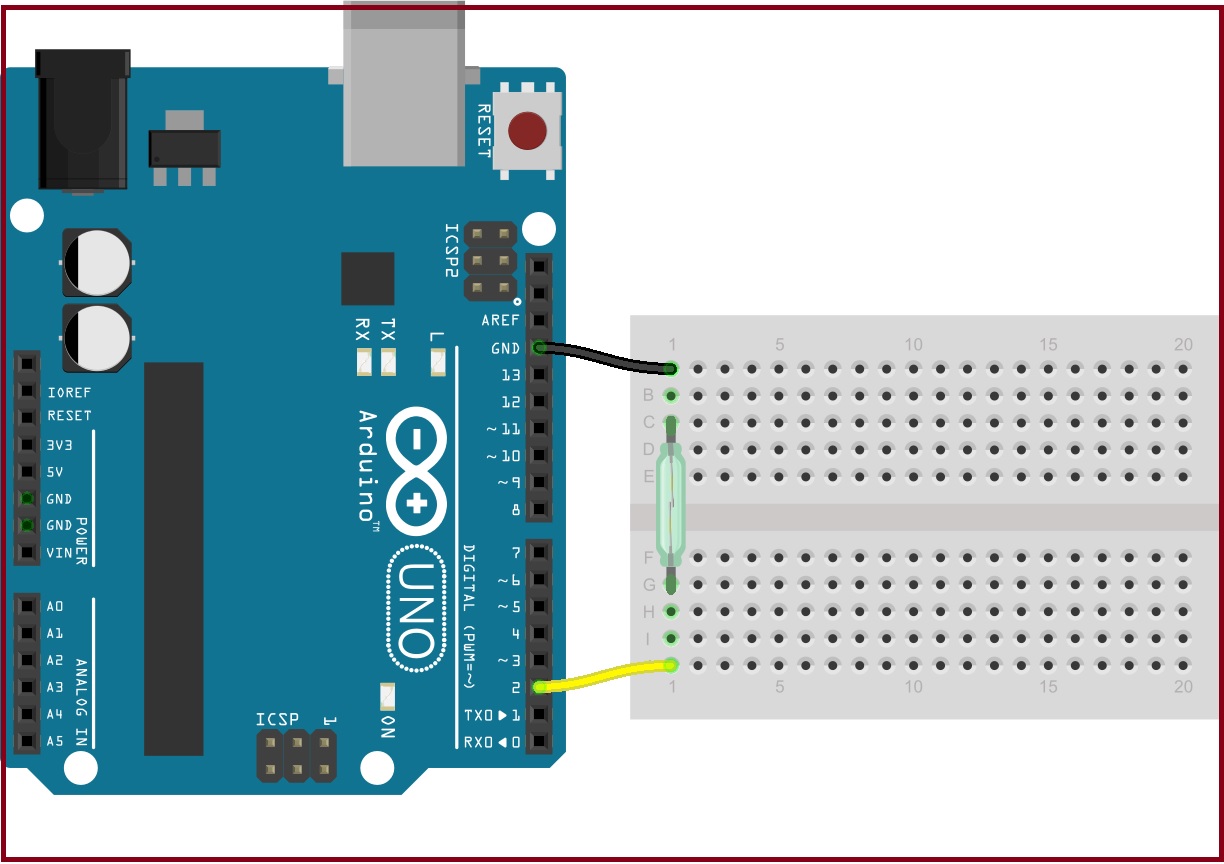 RESET
ICSP2
AREF
GND
13
12
~11
~10
~9
8
7
~6
~5
4
~3
2
TX0▶1
RX0◀0
DIGITAL (PWM=~)
RX
TX
L
Arduino™
UNO
ON
ICSP
1
IOREF
RESET
3V3
5V
GND
GND
VIN
POWER
A0
A1
A2
A3
A4
A5
ANALOG IN
1 5 10 15 20
B
C
D
E
F
G
H
I
1 5 10 15 20